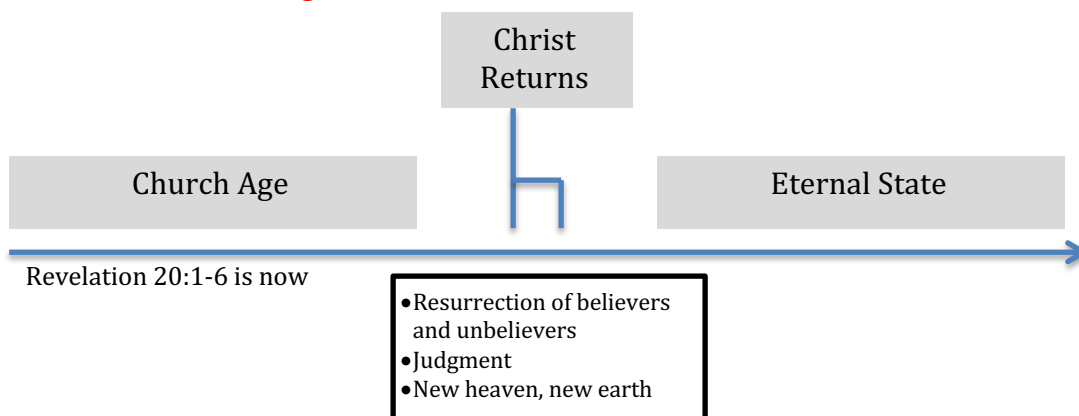 Christ
Returns
Church Age
Eternal State
Revelation 20:1-6 is now
•Resurrection of believers
and unbelievers
•Judgment
•New heaven, new earth